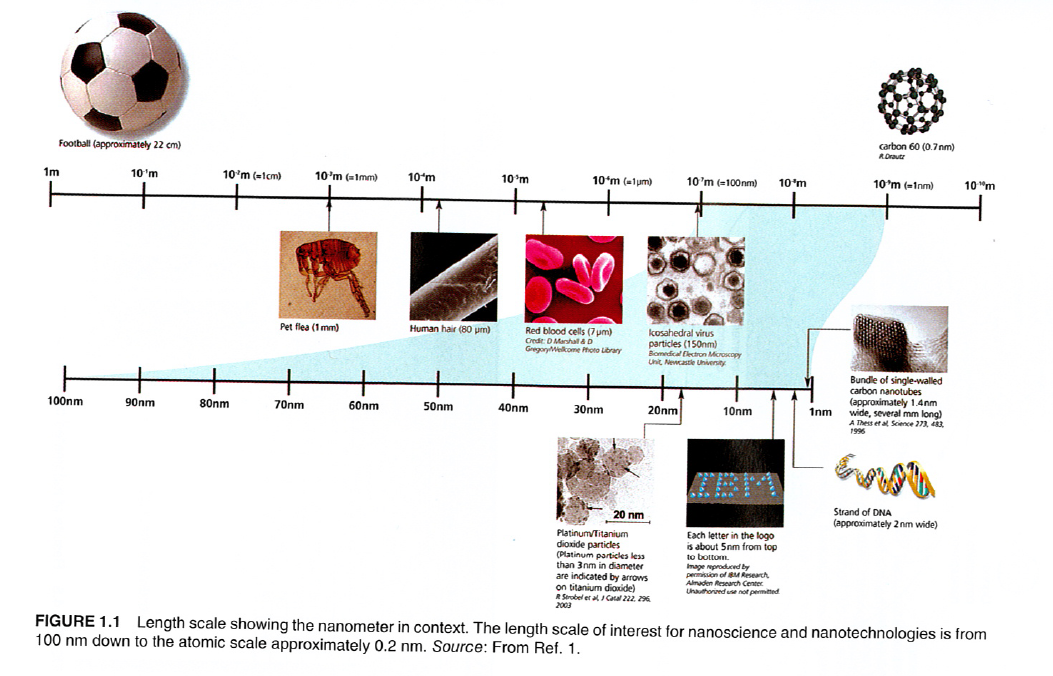 Football (approximately 22 cm)
carbon 60 (0.7nm)
R.Drautz
1m 10⁻¹m 10⁻²m (=1cm) 10⁻³m (=1mm) 10⁻⁴m 10⁻⁵m 10⁻⁶m (=1µm) 10⁻⁷m (=100nm) 10⁻⁸m 10⁻⁹m (=1nm) 10⁻¹⁰m
Pet flea (1mm)
Human hair (80 µm)
Red blood cells (7µm)
Credit: D Marshall & D
Gregory/Wellcome Photo Library
Icosahedral virus
particles (150nm)
Biomedical Electron Microscopy
Unit, Newcastle University.
100nm 90nm 80nm 70nm 60nm 50nm 40nm 30nm 20nm 10nm 1nm
Bundle of single-walled
carbon nanotubes
(approximately 1.4nm
wide, several mm long)
A Thess et al, Science 273, 483,
1996
20 nm
Platinum/Titanium
dioxide particles
(Platinum particles less
than 3nm in diameter
are indicated by arrows
on titanium dioxide)
R Strobel et al, J Catal 222, 296,
2003
IBM
Each letter in the logo
is about 5nm from top
to bottom.
Image reproduced by
permission of IBM Research,
Almaden Research Center.
Unauthorized use not permitted.
Strand of DNA
(approximately 2nm wide)
FIGURE 1.1 Length scale showing the nanometer in context. The length scale of interest for nanoscience and nanotechnologies is from
100 nm down to the atomic scale approximately 0.2 nm. Source: From Ref. 1.